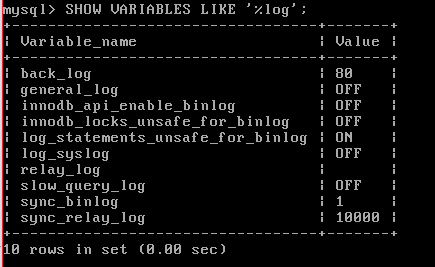 mysql> SHOW VARIABLES LIKE '%log';
+--------------------------------+-------+
| Variable_name                  | Value |
+--------------------------------+-------+
| back_log                       | 80    |
| general_log                    | OFF   |
| innodb_api_enable_binlog       | OFF   |
| innodb_locks_unsafe_for_binlog | OFF   |
| log_statements_unsafe_for_binlog | ON    |
| log_syslog                     | OFF   |
| relay_log                      |       |
| slow_query_log                 | OFF   |
| sync_binlog                    | 1     |
| sync_relay_log                 | 10000 |
+--------------------------------+-------+
10 rows in set (0.00 sec)